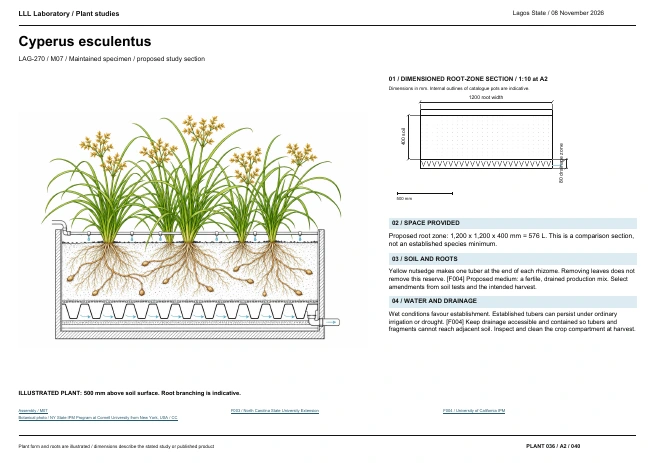 LLL Laboratory / Plant studies
Lagos State / 08 November 2026
Cyperus esculentus
LAG-270 / M07 / Maintained specimen / proposed study section
01 / DIMENSIONED ROOT-ZONE SECTION / 1:10 at A2
Dimensions in mm. Internal outlines of catalogue pots are indicative.
1200 root width
400 soil
80 drainage zone
500 mm
02 / SPACE PROVIDED
Proposed root zone: 1,200 x 1,200 x 400 mm = 576 L. This is a comparison section,
not an established species minimum.
03 / SOIL AND ROOTS
Yellow nutsedge makes one tuber at the end of each rhizome. Removing leaves does not
remove this reserve. [F004] Proposed medium: a fertile, drained production mix. Select
amendments from soil tests and the intended harvest.
04 / WATER AND DRAINAGE
Wet conditions favour establishment. Established tubers can persist under ordinary
irrigation or drought. [F004] Keep drainage accessible and contained so tubers and
fragments cannot reach adjacent soil. Inspect and clean the crop compartment at harvest.
ILLUSTRATED PLANT: 500 mm above soil surface. Root branching is indicative.
Assembly / M07
Botanical photo / NY State IPM Program at Cornell University from New York, USA / CC
F003 / North Carolina State University Extension
F004 / University of California IPM
Plant form and roots are illustrated / dimensions describe the stated study or published product
PLANT 036 / A2 / 040